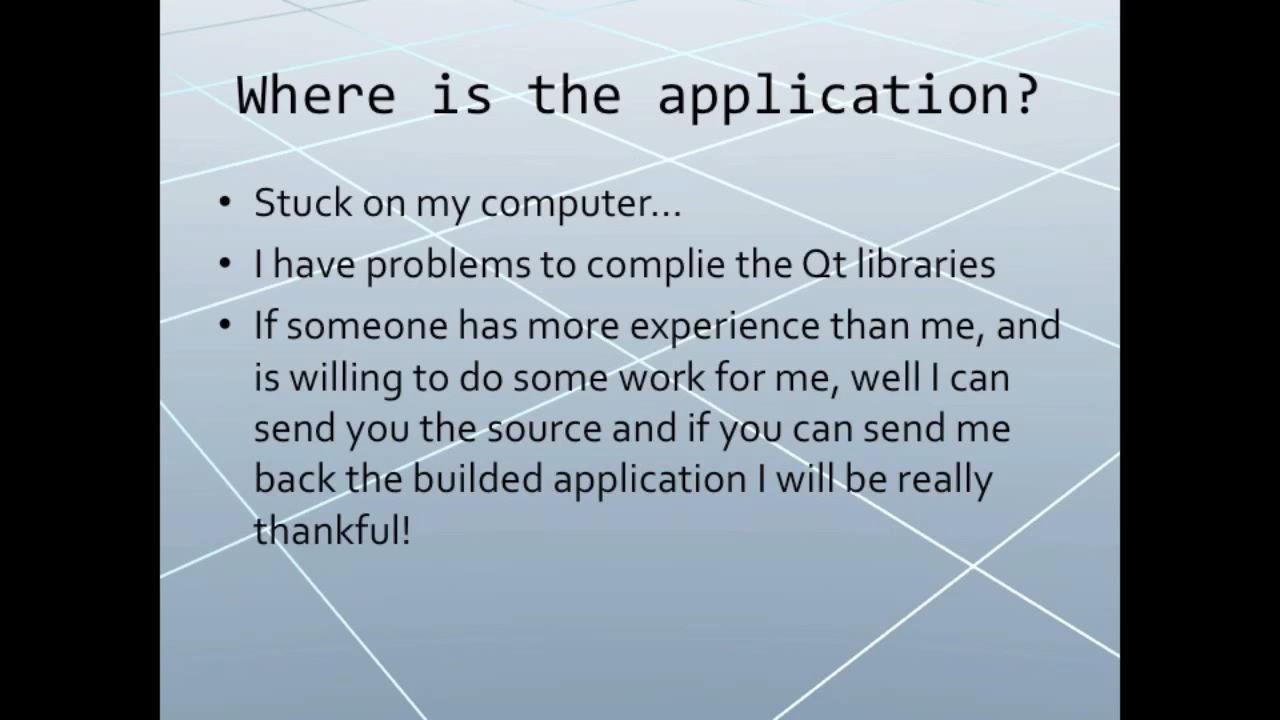 Where is the application?
• Stuck on my computer...
• I have problems to complie the Qt libraries
• If someone has more experience than me, and
is willing to do some work for me, well I can
send you the source and if you can send me
back the builded application I will be really
thankful!